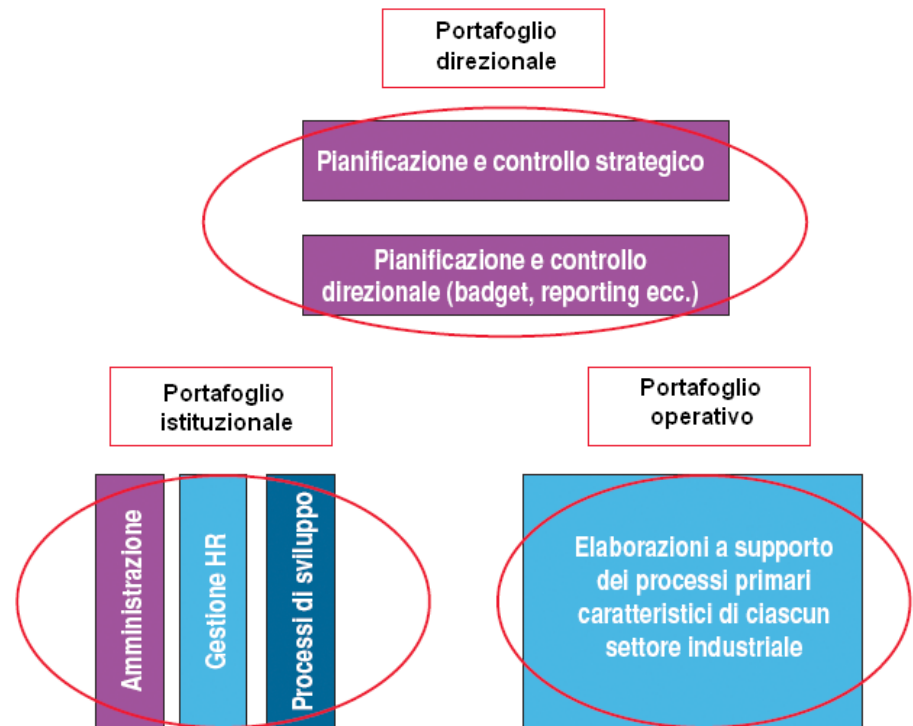 Portafoglio
direzionale
Pianificazione e controllo strategico
Pianificazione e controllo
direzionale (badget, reporting ecc.)
Portafoglio
istituzionale
Portafoglio
operativo
Amministrazione
Gestione HR
Processi di sviluppo
Elaborazioni a supporto
dei processi primari
caratteristici di ciascun
settore industriale